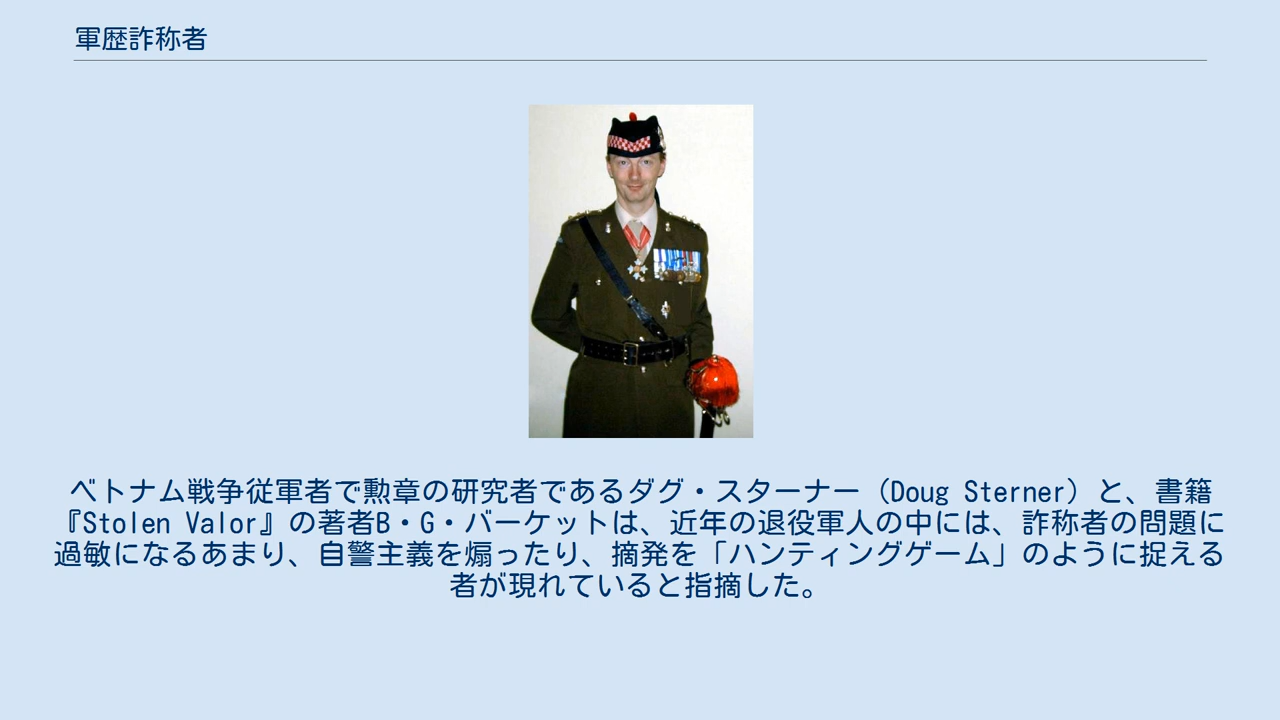 軍歴詐称者
ベトナム戦争従軍者で勲章の研究者であるダグ・スターナー（Doug Sterner）と、書籍
『Stolen Valor』の著者B・G・バーケットは、近年の退役軍人の中には、詐称者の問題に
過敏になるあまり、自警主義を煽ったり、摘発を「ハンティングゲーム」のように捉える
者が現れていると指摘した。